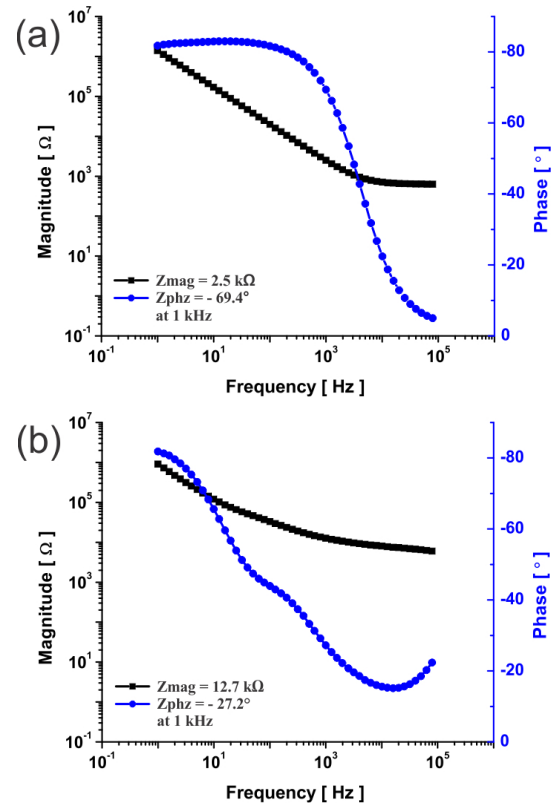 (a)
10^7
10^5
10^3
10^1
10^-1
Magnitude [ Ω ]
-80
-60
-40
-20
0
Phase [ ° ]
Zmag = 2.5 kΩ
Zphz = - 69.4°
at 1 kHz
10^-1
10^1
10^3
10^5
Frequency [ Hz ]
(b)
10^7
10^5
10^3
10^1
10^-1
Magnitude [ Ω ]
-80
-60
-40
-20
0
Phase [ ° ]
Zmag = 12.7 kΩ
Zphz = - 27.2°
at 1 kHz
10^-1
10^1
10^3
10^5
Frequency [ Hz ]